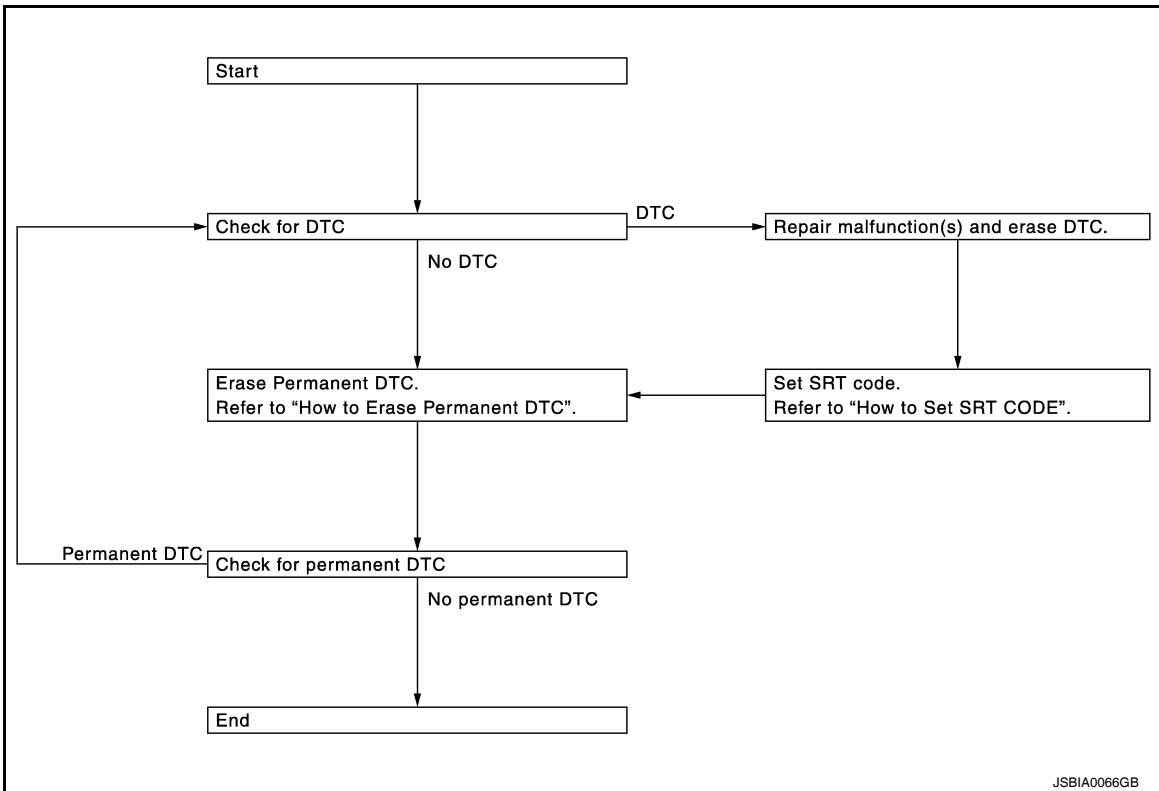 Start
Check for DTC
DTC
Repair malfunction(s) and erase DTC.
No DTC
Erase Permanent DTC.
Refer to “How to Erase Permanent DTC”.
Set SRT code.
Refer to “How to Set SRT CODE”.
Permanent DTC
Check for permanent DTC
No permanent DTC
End
JSBIA0066GB